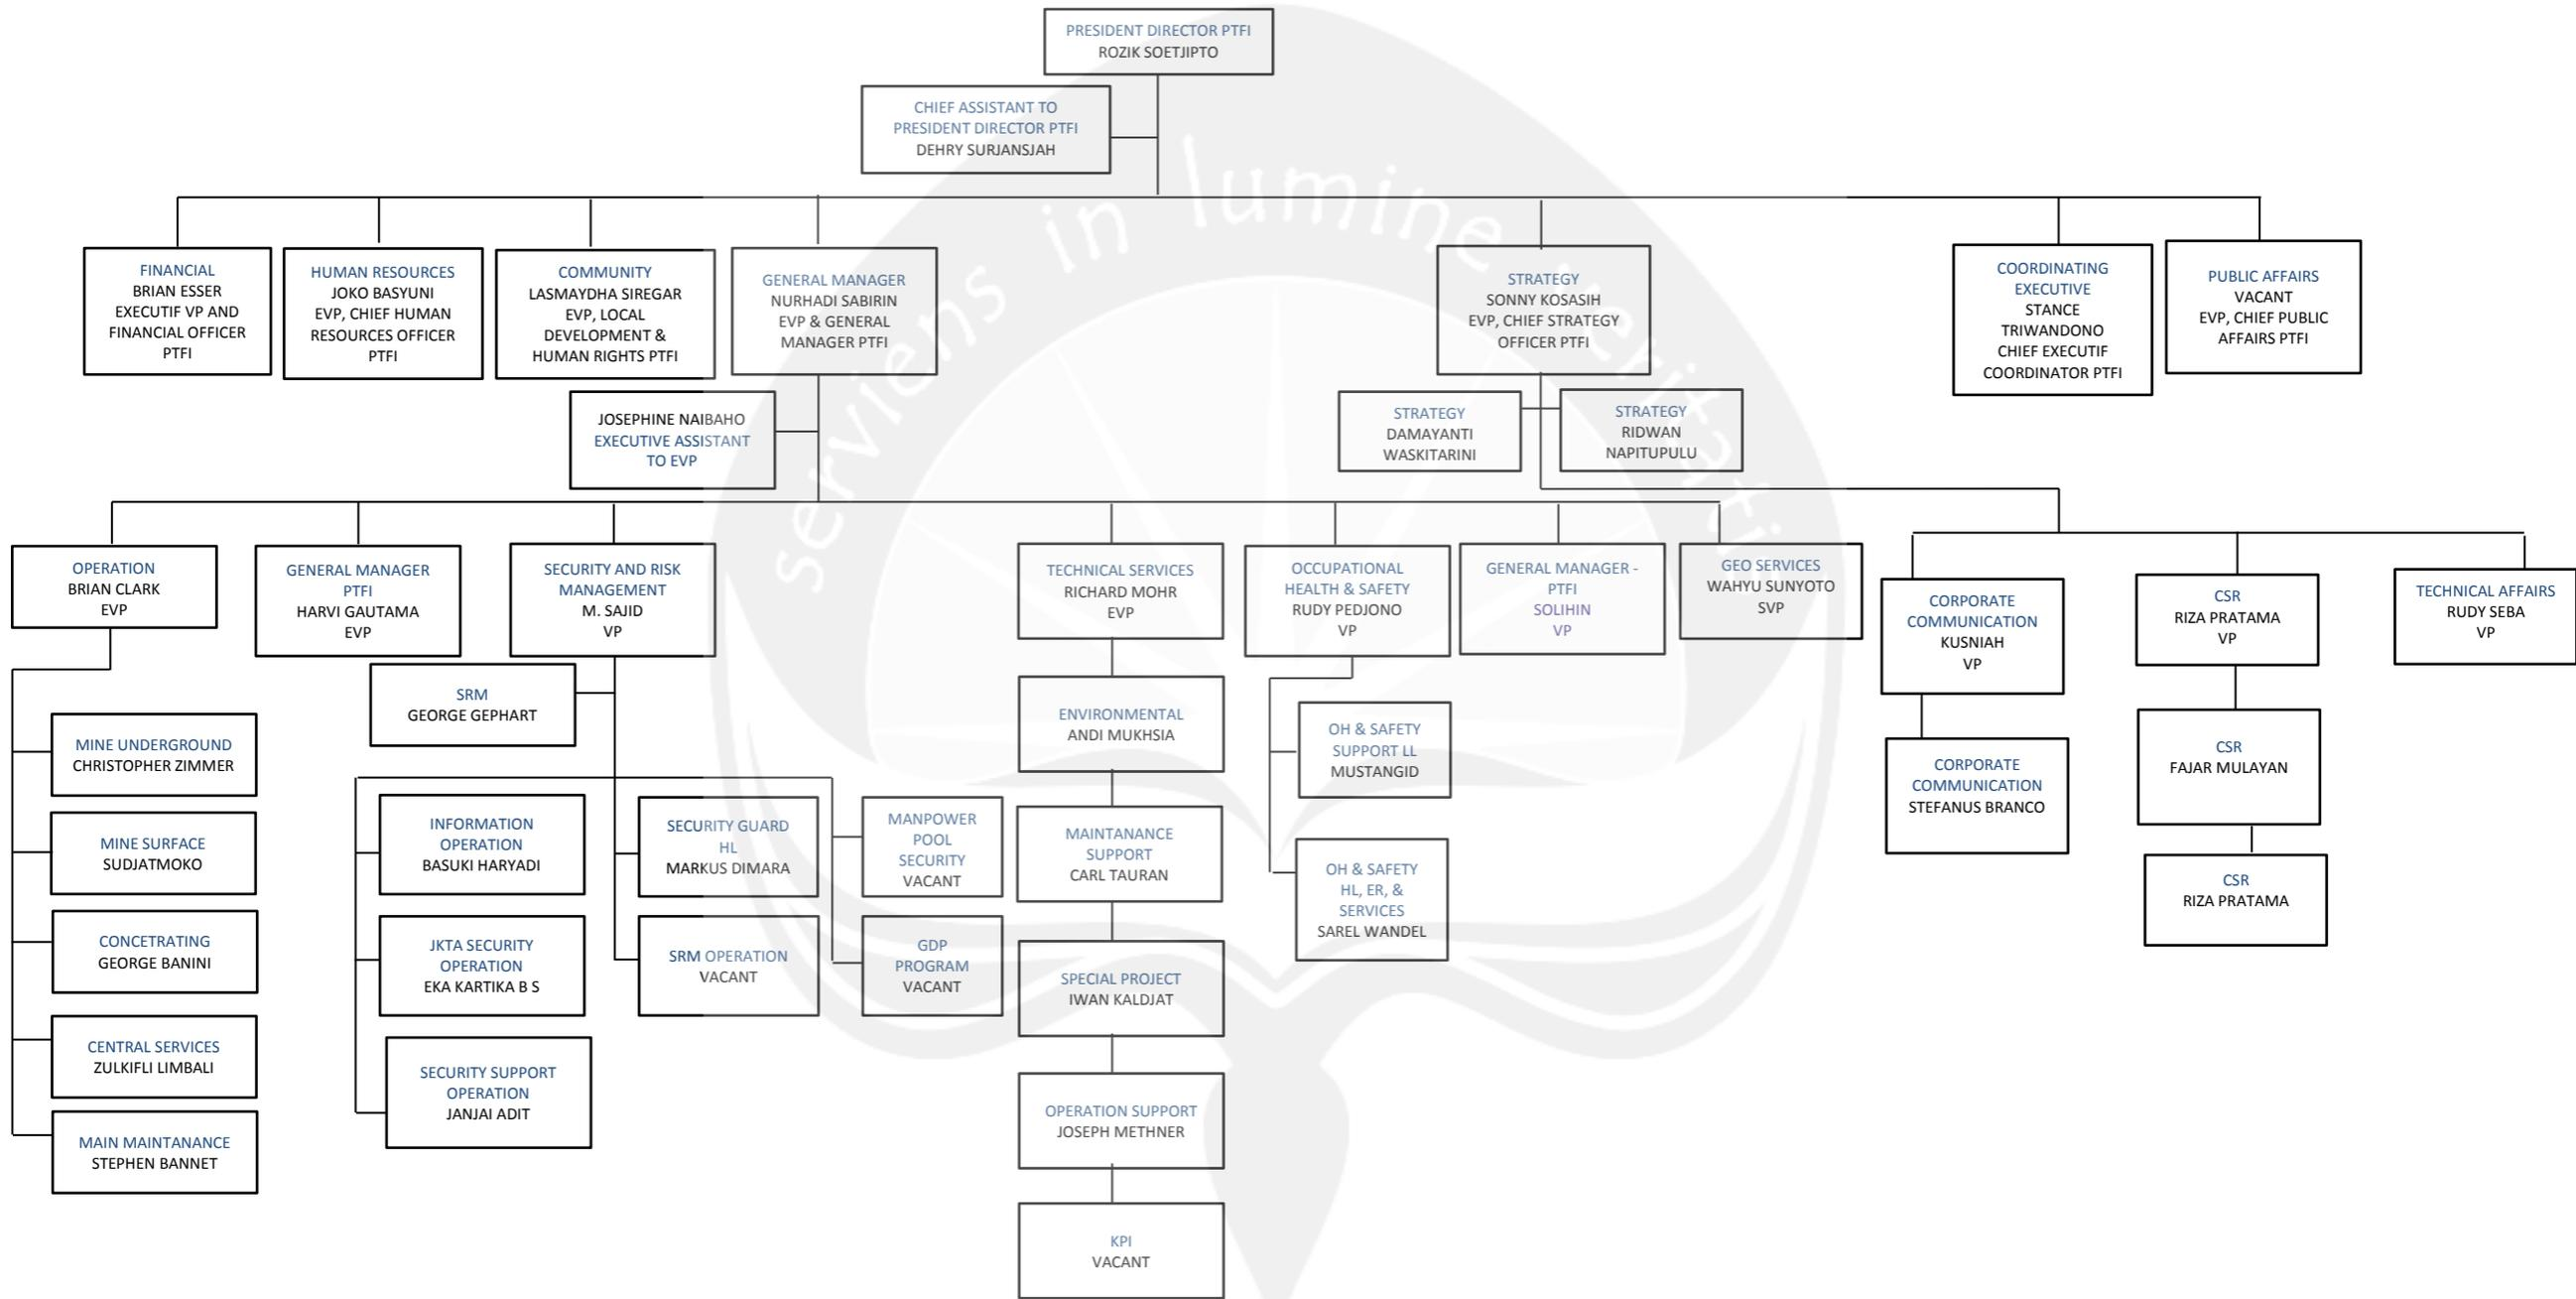 PRESIDENT DIRECTOR PTFI
ROZIK SOETJIPTO
CHIEF ASSISTANT TO
PRESIDENT DIRECTOR PTFI
DEHRY SURJANSJAH
serviens in lumine veritatis
FINANCIAL
BRIAN ESSER
EXECUTIF VP AND
FINANCIAL OFFICER
PTFI
HUMAN RESOURCES
JOKO BASYUNI
EVP, CHIEF HUMAN
RESOURCES OFFICER
PTFI
COMMUNITY
LASMAYDHA SIREGAR
EVP, LOCAL
DEVELOPMENT &
HUMAN RIGHTS PTFI
GENERAL MANAGER
NURHADI SABIRIN
EVP & GENERAL
MANAGER PTFI
STRATEGY
SONNY KOSASIH
EVP, CHIEF STRATEGY
OFFICER PTFI
COORDINATING
EXECUTIVE
STANCE
TRIWANDONO
CHIEF EXECUTIF
COORDINATOR PTFI
PUBLIC AFFAIRS
VACANT
EVP, CHIEF PUBLIC
AFFAIRS PTFI
JOSEPHINE NAIBAHO
EXECUTIVE ASSISTANT
TO EVP
STRATEGY
DAMAYANTI
WASKITARINI
STRATEGY
RIDWAN
NAPITUPULU
OPERATION
BRIAN CLARK
EVP
GENERAL MANAGER
PTFI
HARVI GAUTAMA
EVP
SECURITY AND RISK
MANAGEMENT
M. SAJID
VP
TECHNICAL SERVICES
RICHARD MOHR
EVP
OCCUPATIONAL
HEALTH & SAFETY
RUDY PEDJONO
VP
GENERAL MANAGER -
PTFI
SOLIHIN
VP
GEO SERVICES
WAHYU SUNYOTO
SVP
CORPORATE
COMMUNICATION
KUSNIAH
VP
CSR
RIZA PRATAMA
VP
TECHNICAL AFFAIRS
RUDY SEBA
VP
SRM
GEORGE GEPHART
MINE UNDERGROUND
CHRISTOPHER ZIMMER
MINE SURFACE
SUDJATMOKO
CONCETRATING
GEORGE BANINI
CENTRAL SERVICES
ZULKIFLI LIMBALI
MAIN MAINTANANCE
STEPHEN BANNET
INFORMATION
OPERATION
BASUKI HARYADI
JKTA SECURITY
OPERATION
EKA KARTIKA B S
SECURITY SUPPORT
OPERATION
JANJAI ADIT
SECURITY GUARD
HL
MARKUS DIMARA
SRM OPERATION
VACANT
MANPOWER
POOL
SECURITY
VACANT
GDP
PROGRAM
VACANT
ENVIRONMENTAL
ANDI MUKHSIA
MAINTANANCE
SUPPORT
CARL TAURAN
SPECIAL PROJECT
IWAN KALDJAT
OPERATION SUPPORT
JOSEPH METHNER
KPI
VACANT
OH & SAFETY
SUPPORT LL
MUSTANGID
OH & SAFETY
HL, ER, &
SERVICES
SAREL WANDEL
CORPORATE
COMMUNICATION
STEFANUS BRANCO
CSR
FAJAR MULAYAN
CSR
RIZA PRATAMA